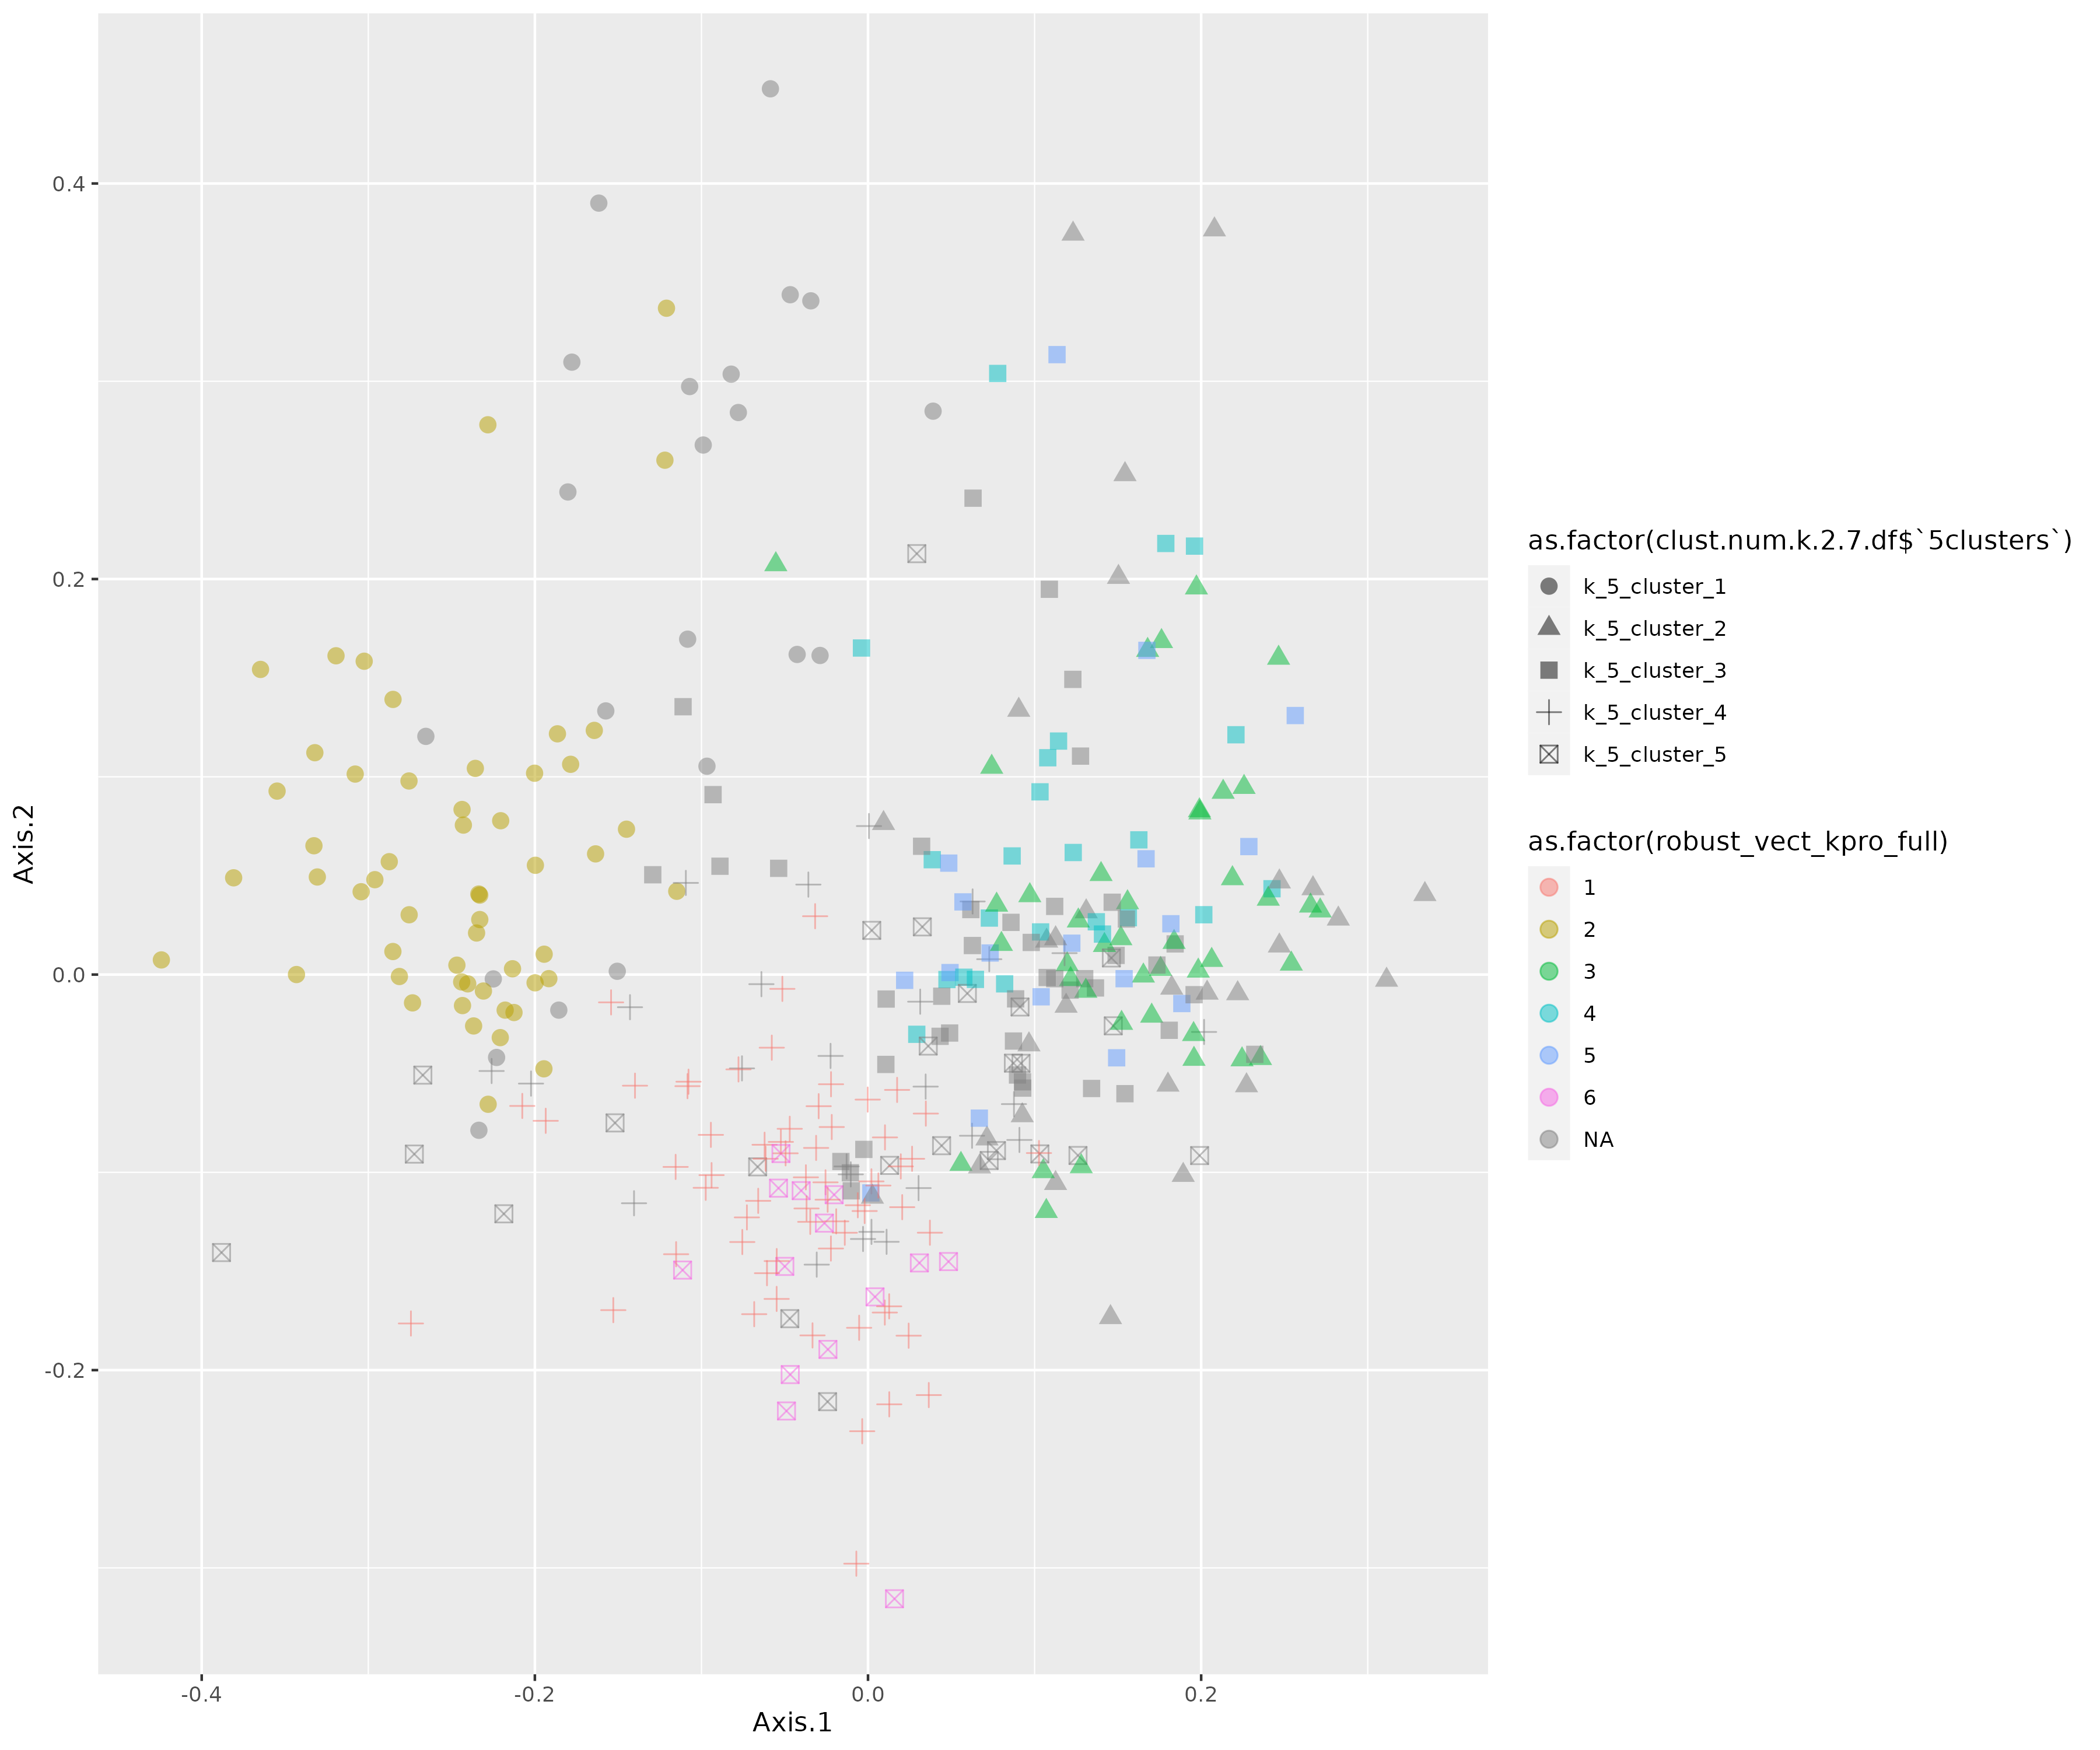 0.4
0.2
0.0
-0.2
Axis.2
-0.4
-0.2
0.0
0.2
Axis.1
as.factor(clust.num.k.2.7.df$`5clusters`)
k_5_cluster_1
k_5_cluster_2
k_5_cluster_3
k_5_cluster_4
k_5_cluster_5
as.factor(robust_vect_kpro_full)
1
2
3
4
5
6
NA